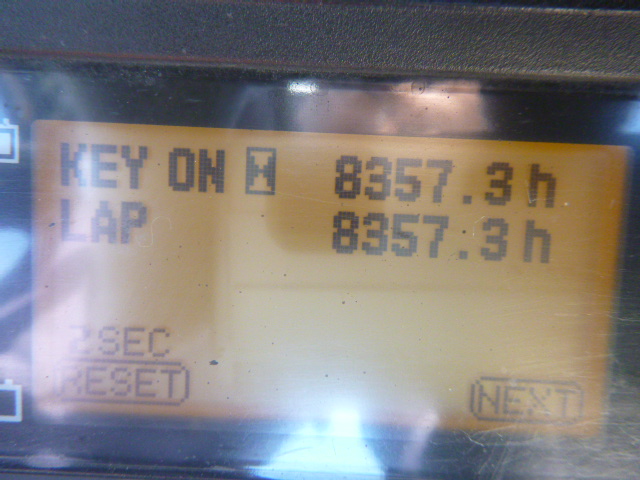 KEY ON 8357.3 h
LAP 8357.3 h
2SEC
RESET NEXT